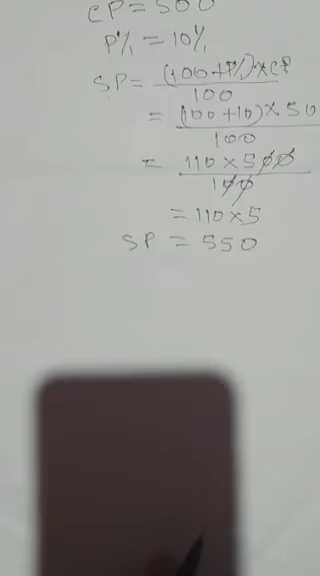 CP = 500
P% = 10%
SP = (100+P%)×CP
100
= (100+10)×50
100
= 110×500
100
= 110×5
SP = 550